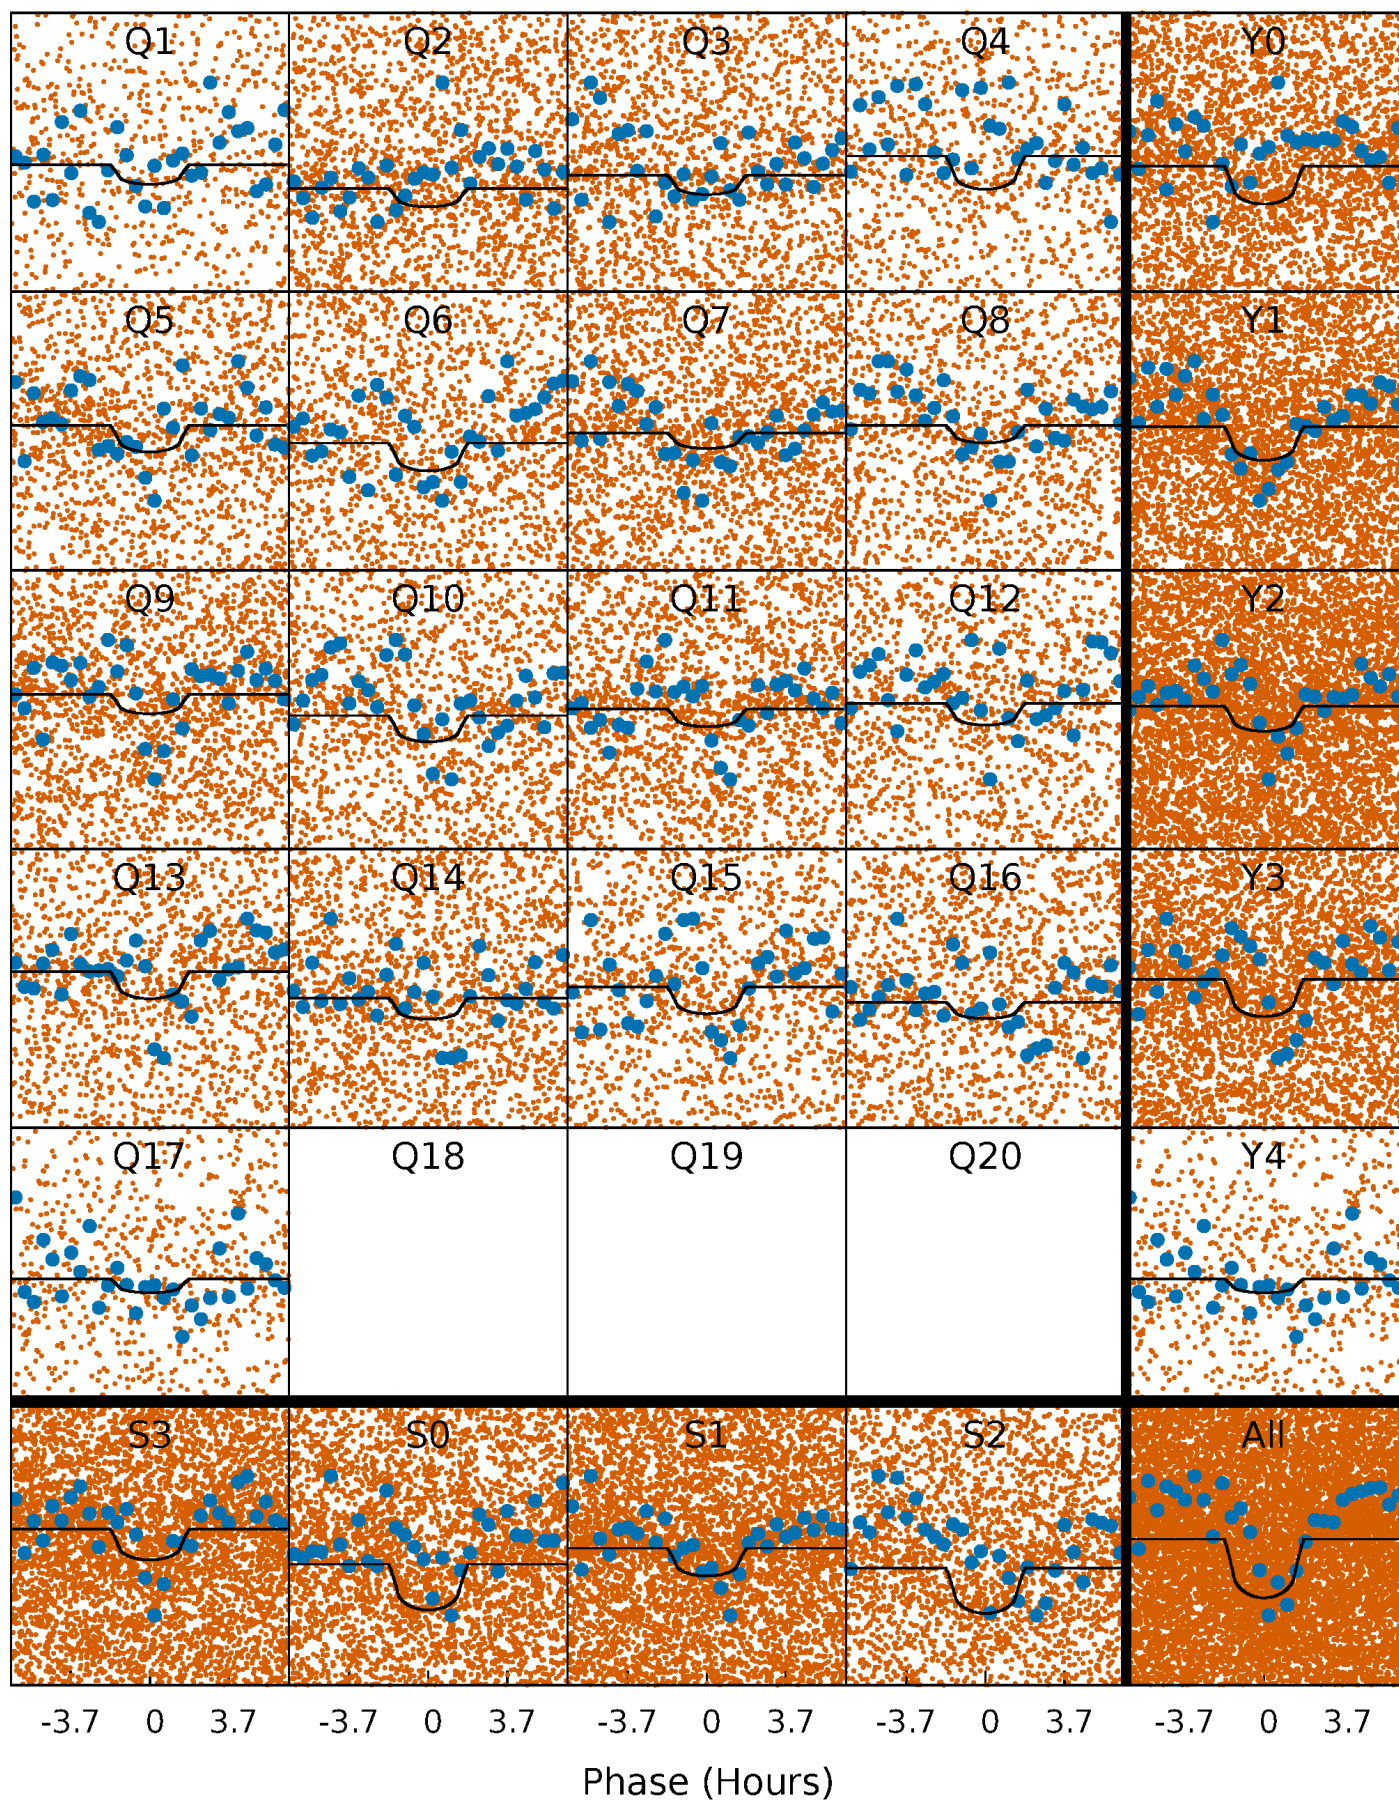 Q1 Q2 Q3 Q4 Y0
Q5 Q6 Q7 Q8 Y1
Q9 Q10 Q11 Q12 Y2
Q13 Q14 Q15 Q16 Y3
Q17 Q18 Q19 Q20 Y4
S3 S0 S1 S2 All
-3.7 0 3.7 -3.7 0 3.7 -3.7 0 3.7 -3.7 0 3.7 -3.7 0 3.7
Phase (Hours)